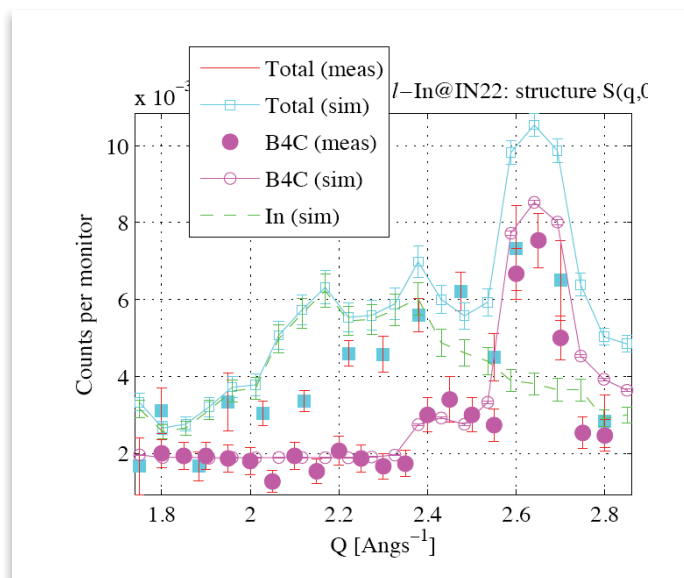 Total (meas)
x 10⁻³
l−In@IN22: structure S(q,0
Total (sim)
B4C (meas)
B4C (sim)
In (sim)
10
8
6
4
2
Counts per monitor
1.8
2
2.2
2.4
2.6
2.8
Q [Angs⁻¹]